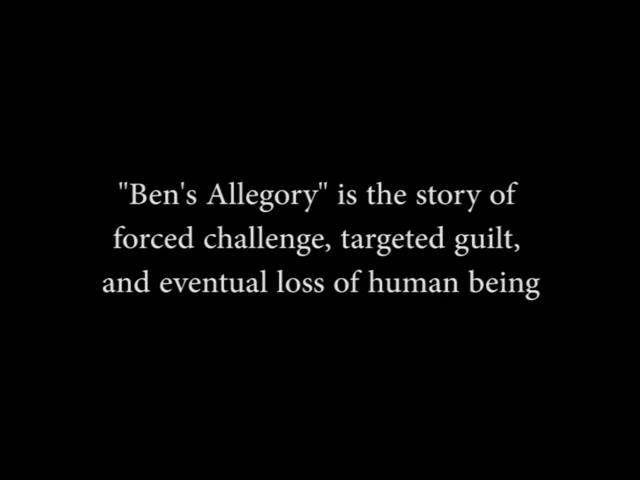 "Ben's Allegory" is the story of
forced challenge, targeted guilt,
and eventual loss of human being